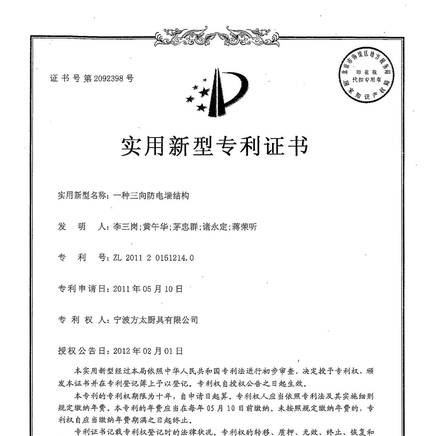 证书号第2092398号
印花税
代扣专用章
实用新型专利证书
实用新型名称：一种三向防电墙结构
发 明 人：李三岗;黄午华;茅忠群;诸永定;蒋荣听
专 利 号：ZL 2011 2 0151214.0
专利申请日：2011年05月10日
专 利 权 人：宁波方太厨具有限公司
授权公告日：2012年02月01日
本实用新型经过本局依照中华人民共和国专利法进行初步审查，决定授予专利权，颁
发本证书并在专利登记簿上予以登记。专利权自授权公告之日起生效。
本专利的专利权期限为十年，自申请日起算。专利权人应当依照专利法及其实施细则
规定缴纳年费。本专利的年费应当在每年05月10日前缴纳。未按照规定缴纳年费的，专
利权自应当缴纳年费期满之日起终止。
专利证书记载专利权登记时的法律状况。专利权的转移、质押、无效、终止、恢复和